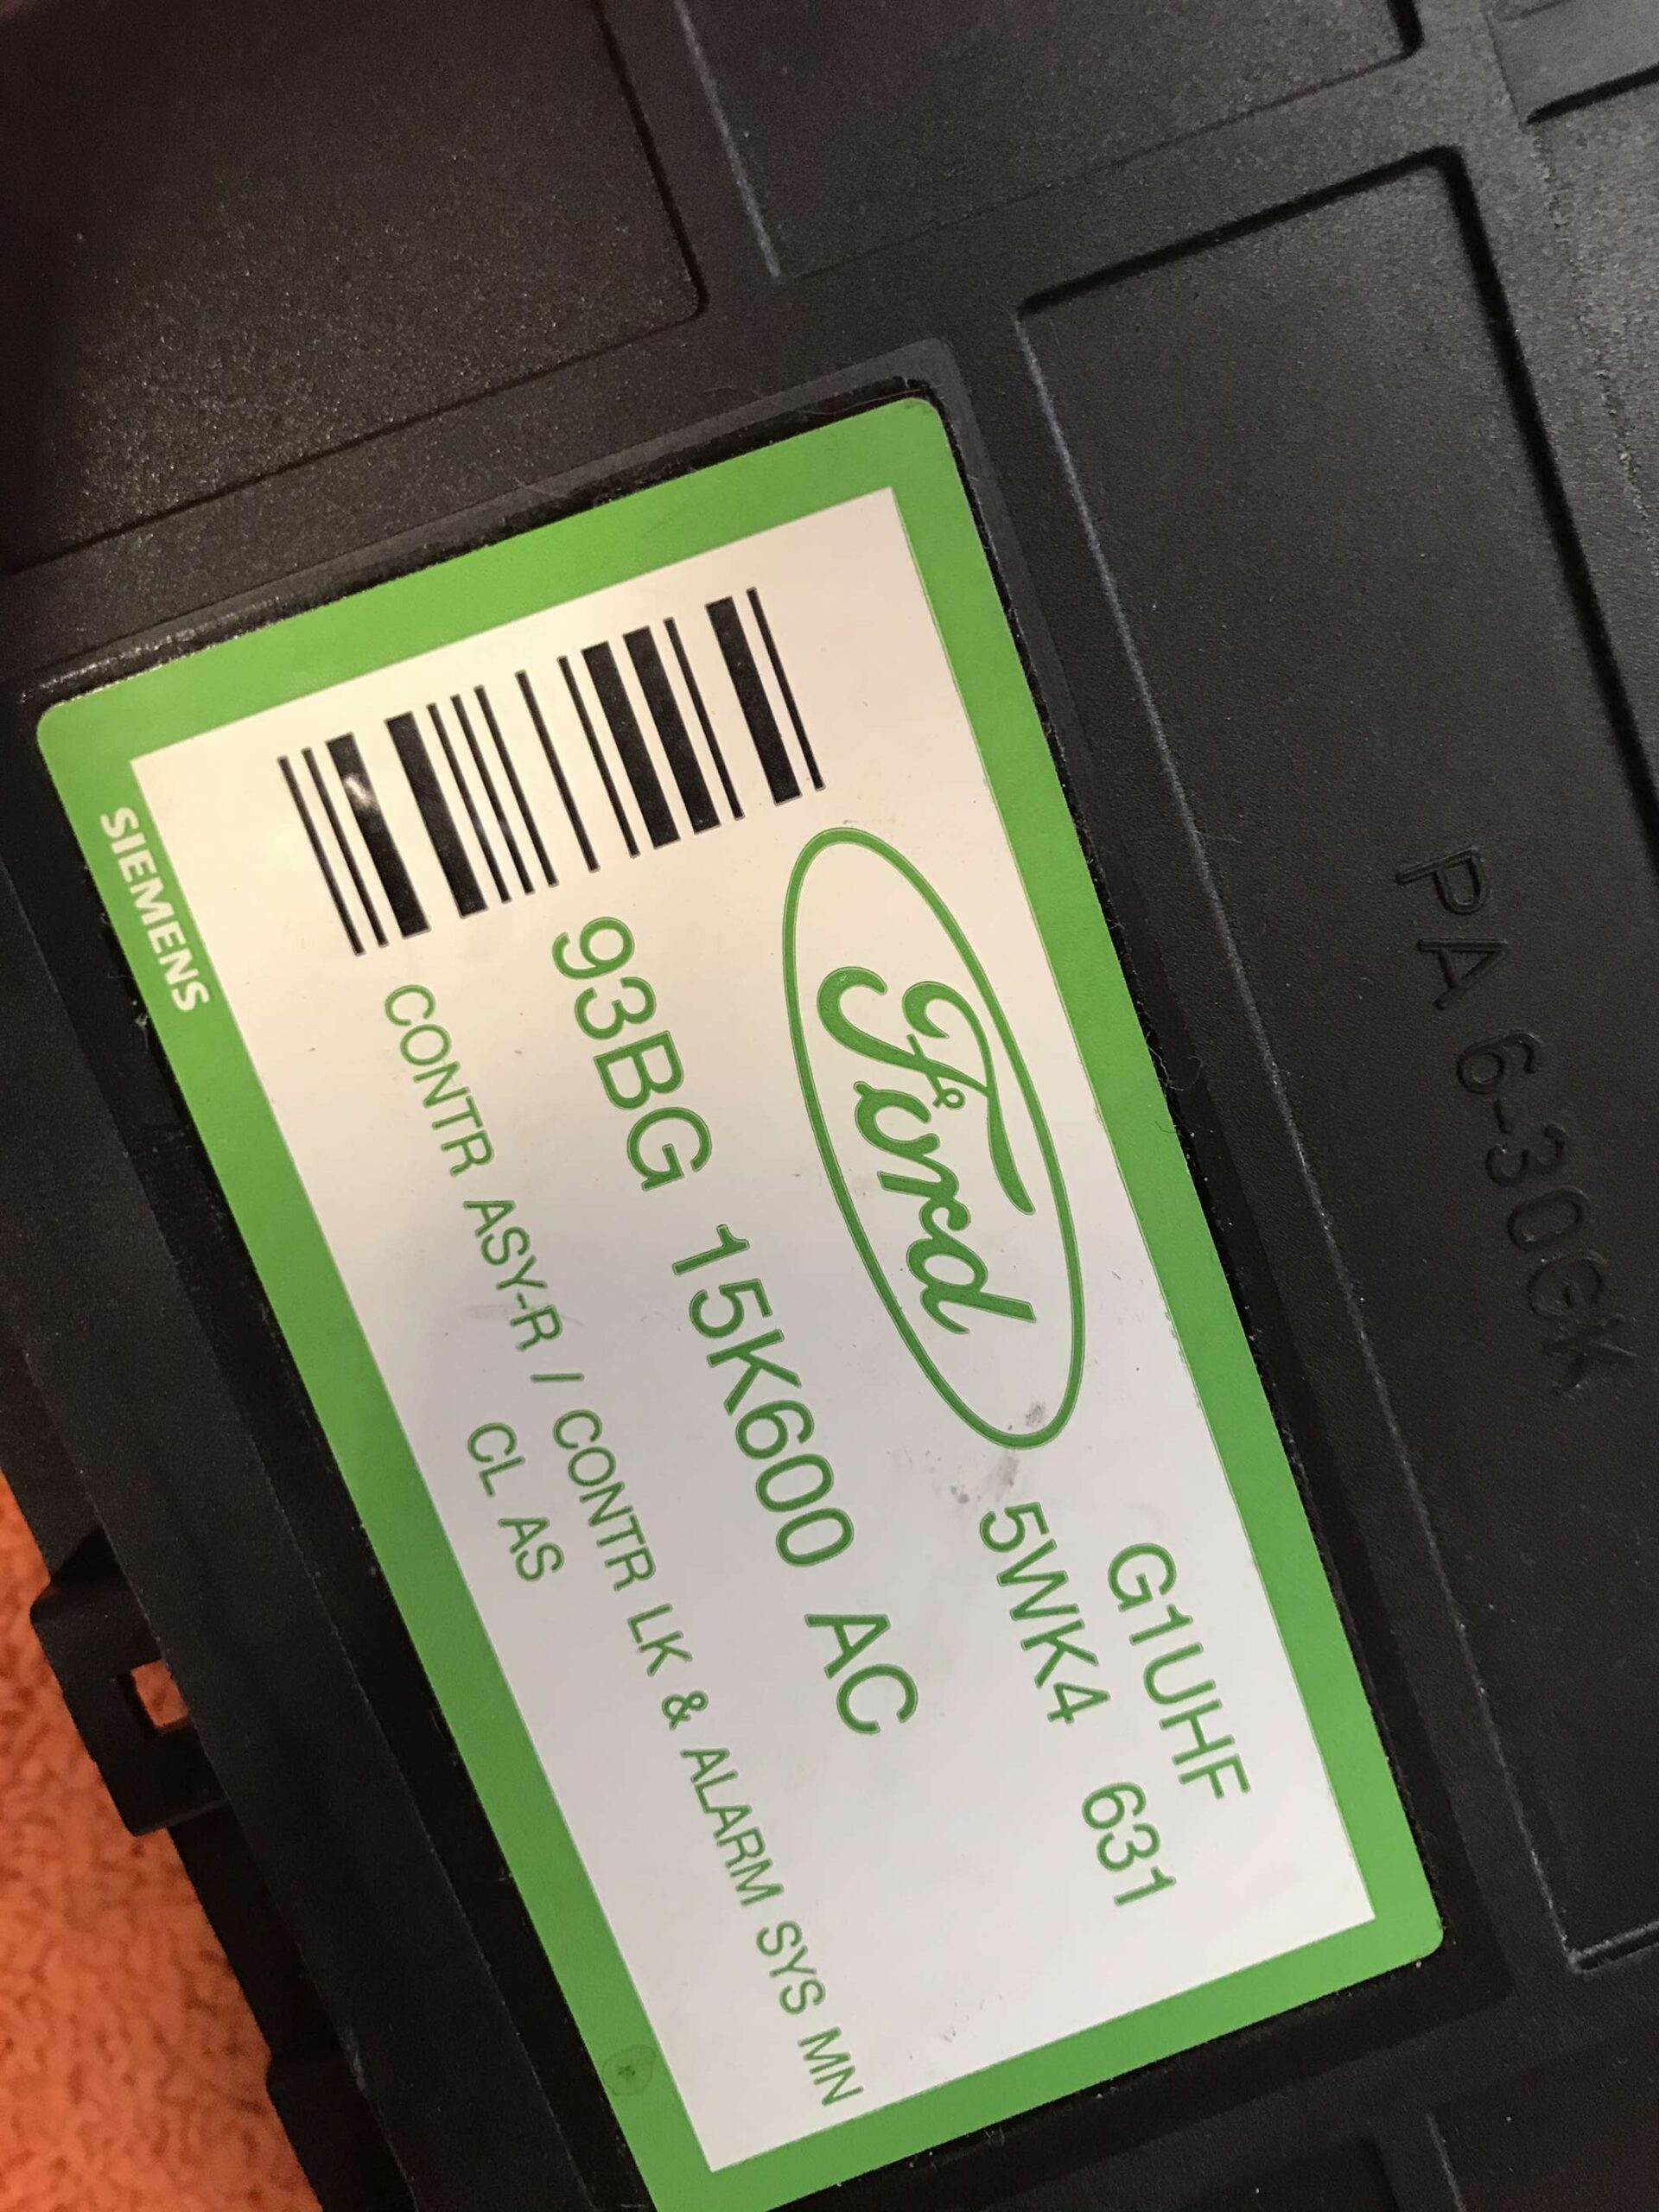 G1UHF
Ford
5WK4 631
93BG 15K600 AC
CONTR ASY-R / CONTR LK & ALARM SYS MN
CL AS
SIEMENS
PA 6-30GK